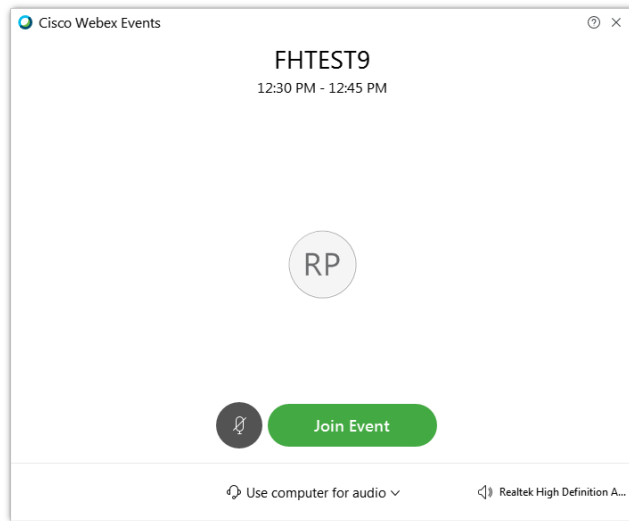 Cisco Webex Events
FHTEST9
12:30 PM - 12:45 PM
RP
Join Event
Use computer for audio
Realtek High Definition A...